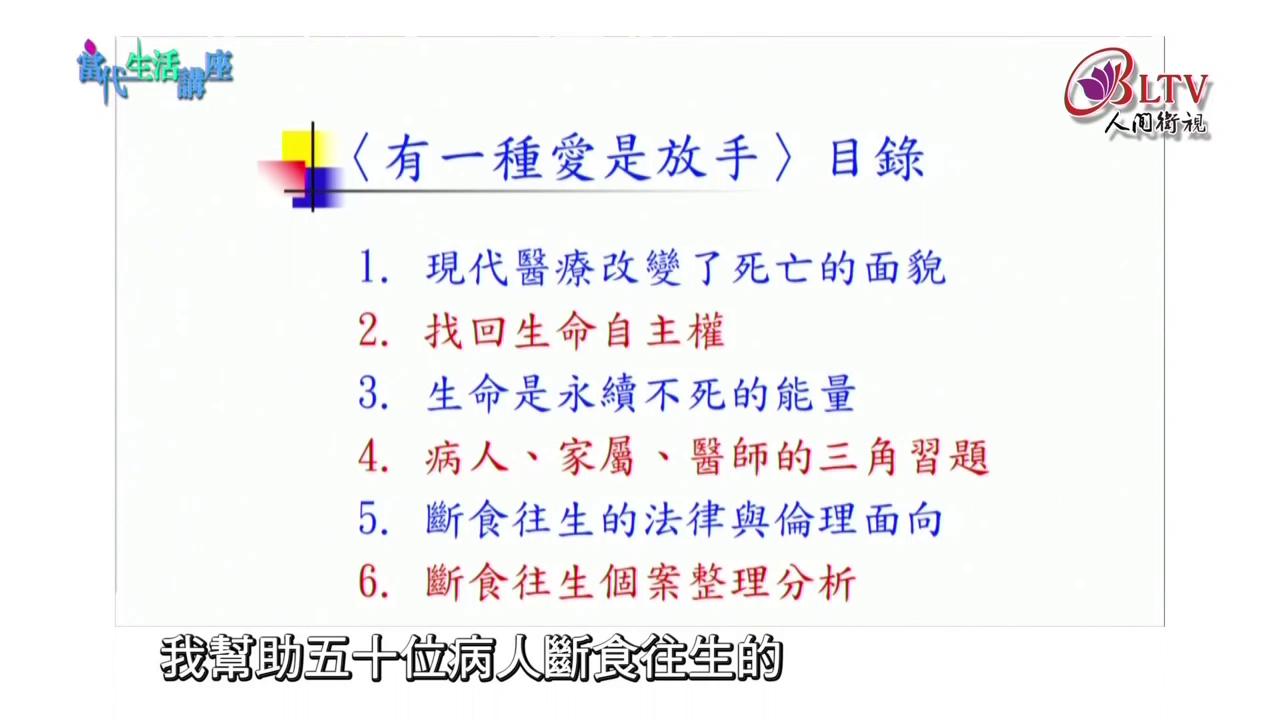 當代生活講座
BLTV
人間衛視
〈有一種愛是放手〉目錄
1. 現代醫療改變了死亡的面貌
2. 找回生命自主權
3. 生命是永續不死的能量
4. 病人、家屬、醫師的三角習題
5. 斷食往生的法律與倫理面向
6. 斷食往生個案整理分析
我幫助五十位病人斷食往生的